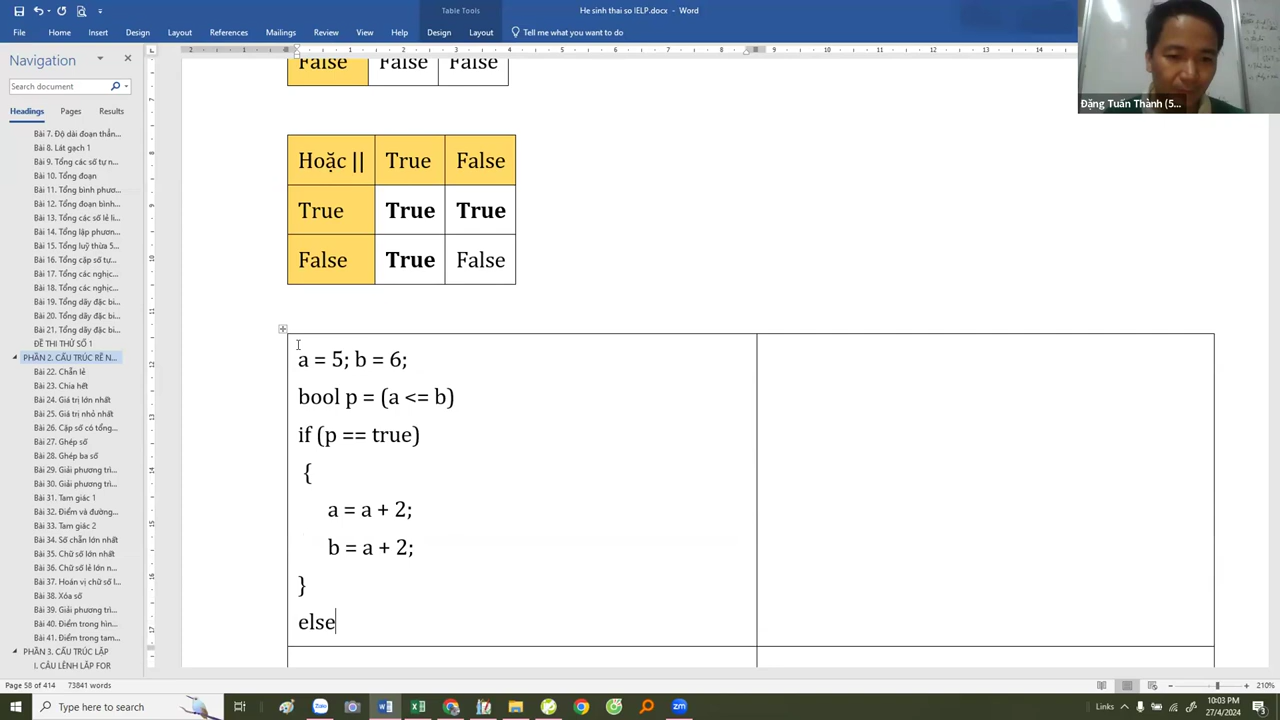 He sinh thai so IELP.docx - Word
Table Tools
File Home Insert Design Layout References Mailings Review View Help Design Layout Tell me what you want to do
Đặng Tuấn Thành (5...
Navigation
Search document
Headings Pages Results
Bài 7. Độ dài đoạn thẳn...
Bài 8. Lát gạch 1
Bài 9. Tổng các số tự n...
Bài 10. Tổng đoạn
Bài 11. Tổng bình phươ...
Bài 12. Tổng đoạn bình...
Bài 13. Tổng các số lẻ li...
Bài 14. Tổng lập phươn...
Bài 15. Tổng luỹ thừa 5...
Bài 16. Tổng cặp số tự...
Bài 17. Tổng các nghịc...
Bài 18. Tổng các nghịc...
Bài 19. Tổng dãy đặc bi...
Bài 20. Tổng dãy đặc bi...
Bài 21. Tổng dãy đặc bi...
ĐỀ THI THỬ SỐ 1
PHẦN 2. CẤU TRÚC RẼ N...
Bài 22. Chẵn lẻ
Bài 23. Chia hết
Bài 24. Giá trị lớn nhất
Bài 25. Giá trị nhỏ nhất
Bài 26. Cặp số có tổng...
Bài 27. Ghép số
Bài 28. Ghép ba số
Bài 29. Giải phương trì...
Bài 30. Giải phương trì...
Bài 31. Tam giác 1
Bài 32. Điểm và đường...
Bài 33. Tam giác 2
Bài 34. Số chẵn lớn nhất
Bài 35. Chữ số lớn nhất
Bài 36. Chữ số lẻ lớn n...
Bài 37. Hoán vị chữ số l...
Bài 38. Xóa số
Bài 39. Giải phương trì...
Bài 40. Điểm trong hìn...
Bài 41. Điểm trong tam...
PHẦN 3. CẤU TRÚC LẶP
I. CÂU LỆNH LẶP FOR
False False False
Hoặc || True False
True True True
False True False
a = 5; b = 6;
bool p = (a <= b)
if (p == true)
{
a = a + 2;
b = a + 2;
}
else
Page 58 of 414 73841 words
210%
Type here to search
Links
9:04 PM
27/4/2024